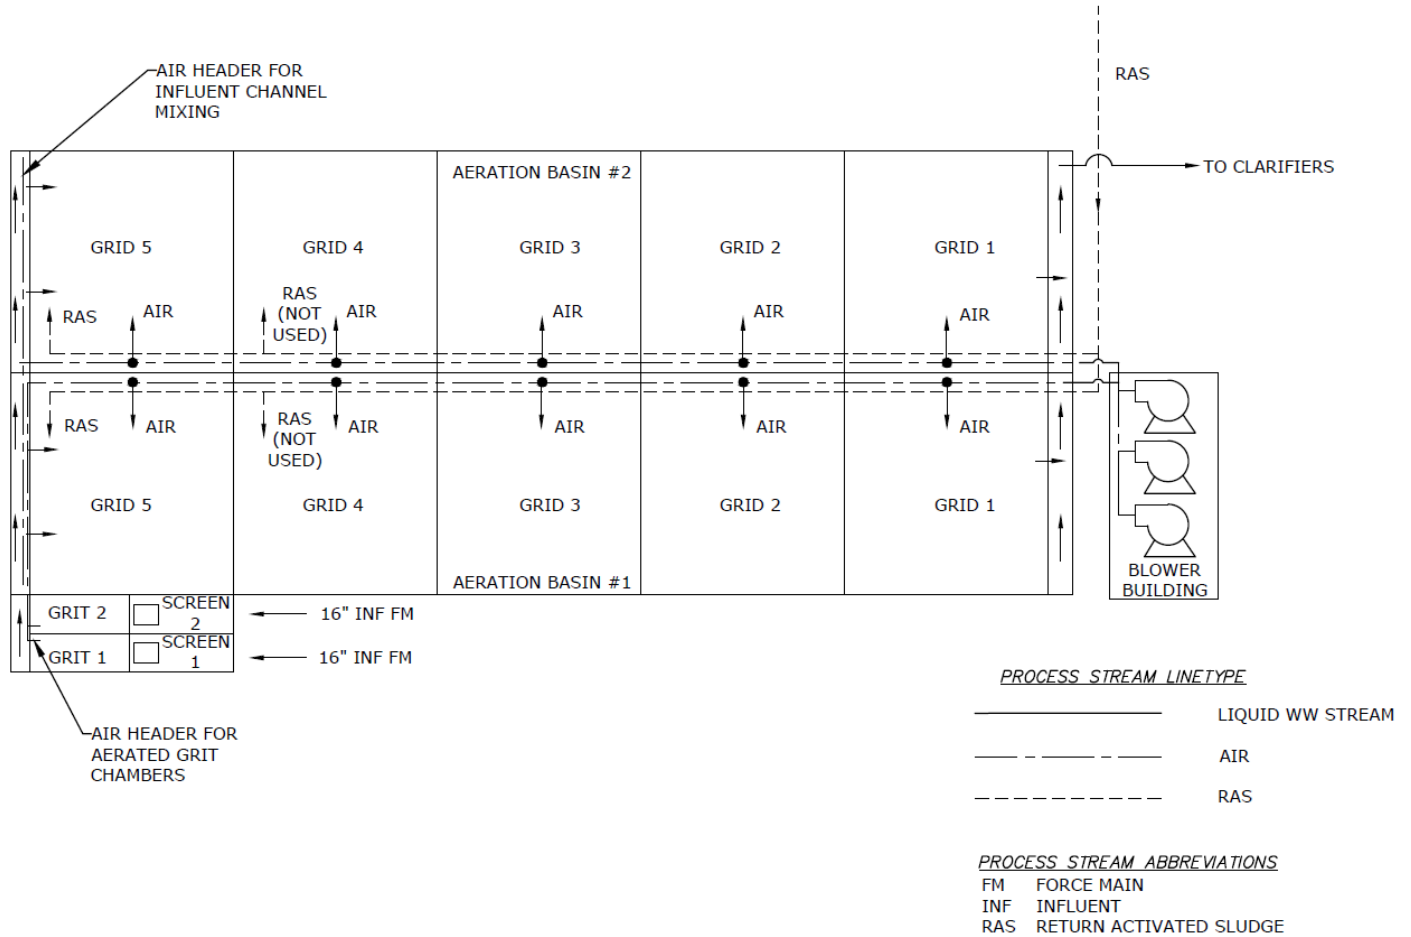 AIR HEADER FOR
INFLUENT CHANNEL
MIXING
RAS
TO CLARIFIERS
AERATION BASIN #2
GRID 5
GRID 4
GRID 3
GRID 2
GRID 1
RAS
AIR
RAS
(NOT
USED)
AIR
AIR
AIR
AIR
RAS
AIR
RAS
(NOT
USED)
AIR
AIR
AIR
AIR
GRID 5
GRID 4
GRID 3
GRID 2
GRID 1
AERATION BASIN #1
BLOWER
BUILDING
GRIT 2
SCREEN
2
16" INF FM
GRIT 1
SCREEN
1
16" INF FM
AIR HEADER FOR
AERATED GRIT
CHAMBERS
PROCESS STREAM LINETYPE
LIQUID WW STREAM
AIR
RAS
PROCESS STREAM ABBREVIATIONS
FM FORCE MAIN
INF INFLUENT
RAS RETURN ACTIVATED SLUDGE